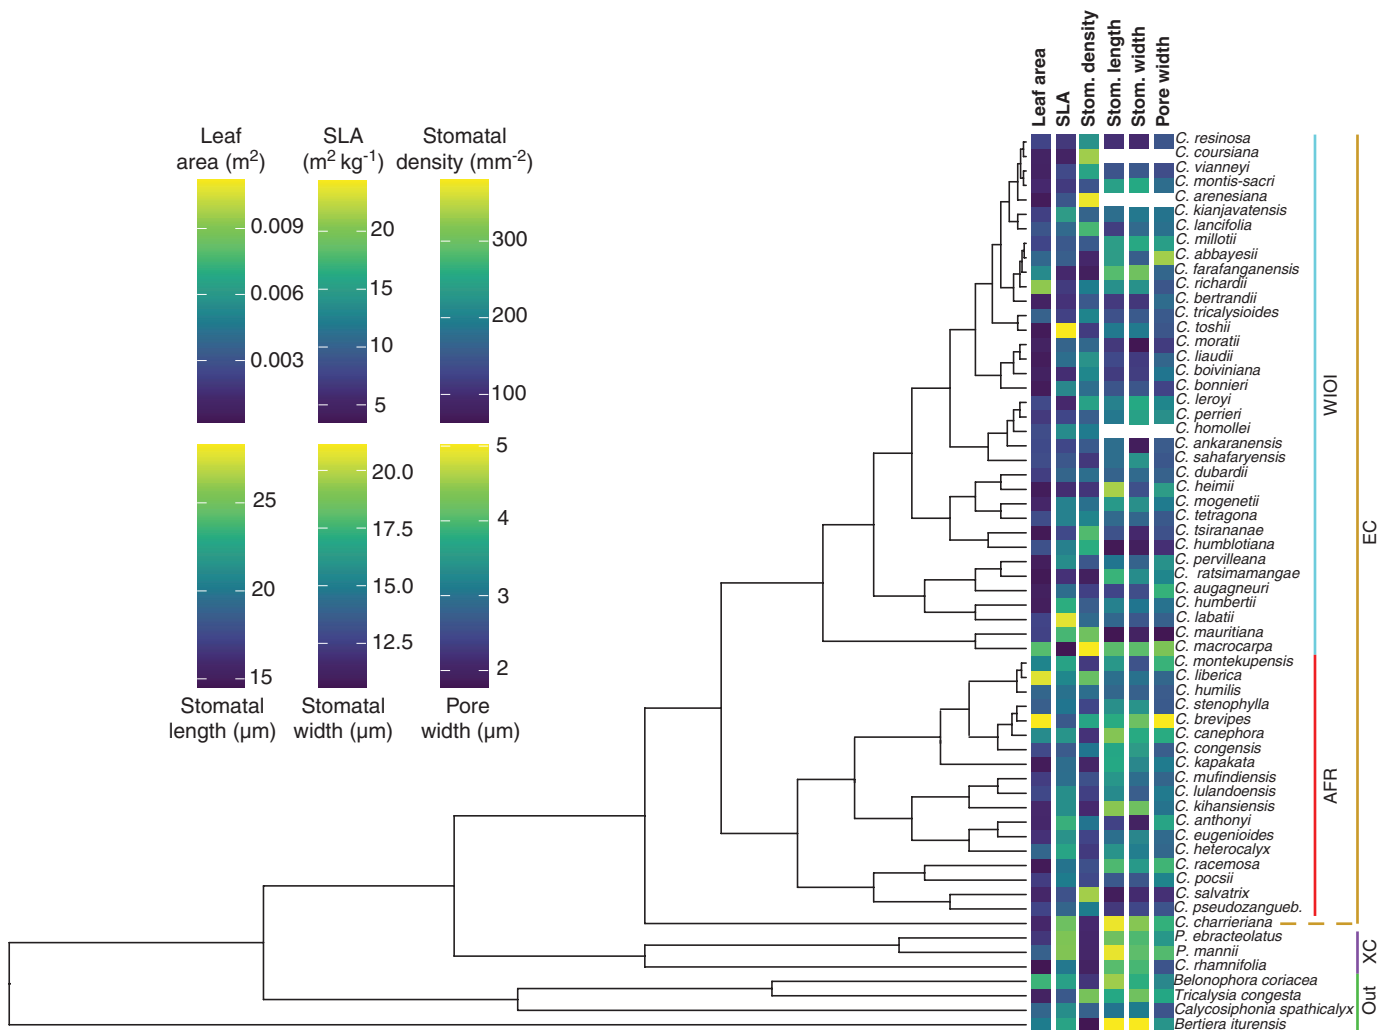 Leaf area
SLA
Stom. density
Stom. length
Stom. width
Pore width
Leaf
area (m²)
0.009
0.006
0.003
SLA
(m² kg⁻¹)
20
15
10
5
Stomatal
density (mm⁻²)
300
200
100
25
20
15
Stomatal
length (µm)
20.0
17.5
15.0
12.5
Stomatal
width (µm)
5
4
3
2
Pore
width (µm)
C. resinosa
C. coursiana
C. vianneyi
C. montis-sacri
C. arenesiana
C. kianjavatensis
C. lancifolia
C. millotii
C. abbayesii
C. farafanganensis
C. richardii
C. bertrandii
C. tricalysioides
C. toshii
C. moratii
C. liaudii
C. boiviniana
C. bonnieri
C. leroyi
C. perrieri
C. homollei
C. ankaranensis
C. sahafaryensis
C. dubardii
C. heimii
C. mogenetii
C. tetragona
C. tsirananae
C. humblotiana
C. pervilleana
C. ratsimamangae
C. augagneuri
C. humbertii
C. labatii
C. mauritiana
C. macrocarpa
C. montekupensis
C. liberica
C. humilis
C. stenophylla
C. brevipes
C. canephora
C. congensis
C. kapakata
C. mufindiensis
C. lulandoensis
C. kihansiensis
C. anthonyi
C. eugenioides
C. heterocalyx
C. racemosa
C. pocsii
C. salvatrix
C. pseudozangueb.
C. charrieriana
P. ebracteolatus
P. mannii
C. rhamnifolia
Belonophora coriacea
Tricalysia congesta
Calycosiphonia spathicalyx
Bertiera iturensis
WIOI
AFR
EC
XC
Out